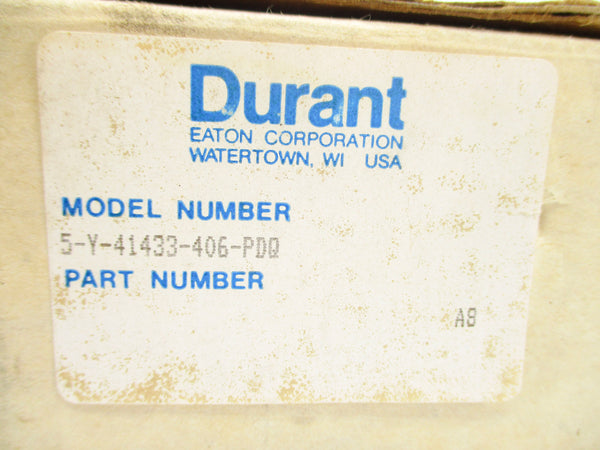 Durant
EATON CORPORATION
WATERTOWN, WI USA
MODEL NUMBER
5-Y-41433-406-PDQ
PART NUMBER
A8